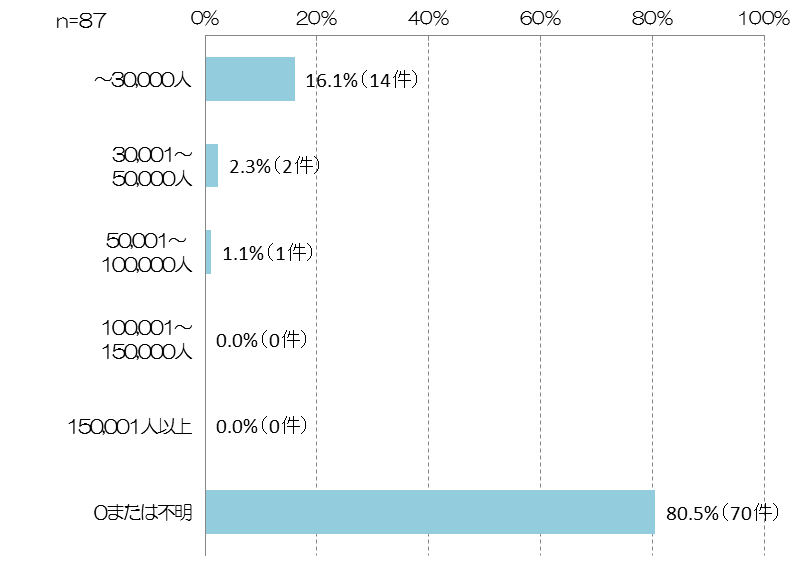 n=87
0% 20% 40% 60% 80% 100%
～30,000人
16.1%（14件）
30,001～
50,000人
2.3%（2件）
50,001～
100,000人
1.1%（1件）
100,001～
150,000人
0.0%（0件）
150,001人以上
0.0%（0件）
0または不明
80.5%（70件）